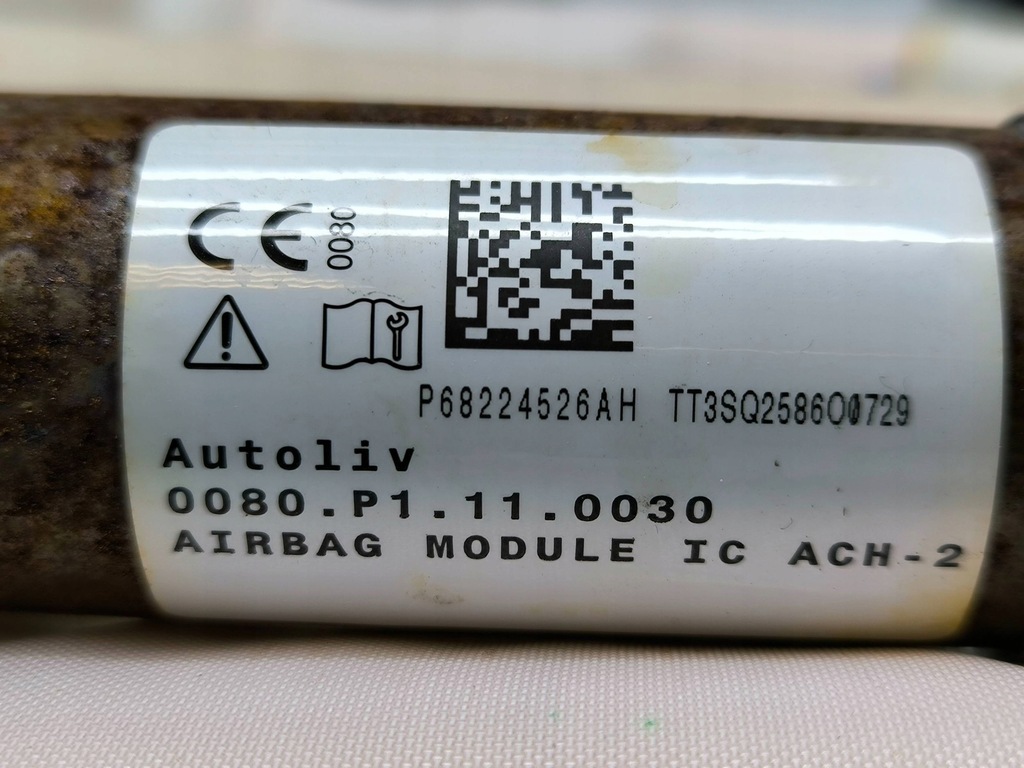 CE 0080
P68224526AH TT3SQ2586O0729
Autoliv
0080.P1.11.0030
AIRBAG MODULE IC ACH-2